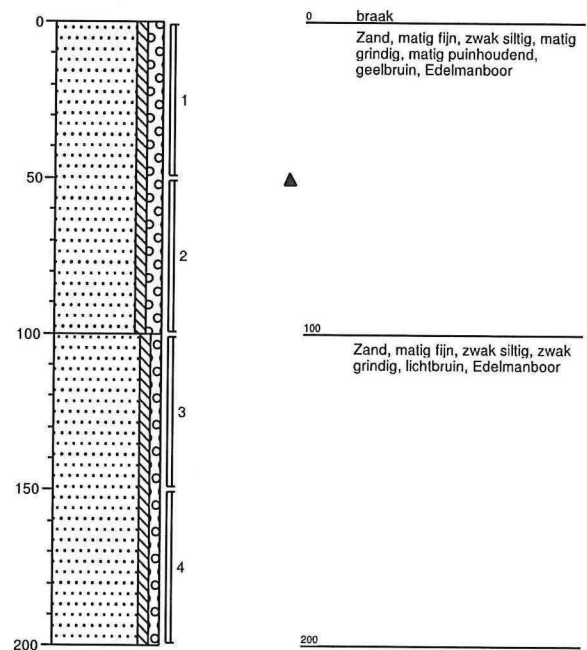 0
50
100
150
200
1
2
3
4
0 braak
Zand, matig fijn, zwak siltig, matig
grindig, matig puinhoudend,
geelbruin, Edelmanboor
100
Zand, matig fijn, zwak siltig, zwak
grindig, lichtbruin, Edelmanboor
200